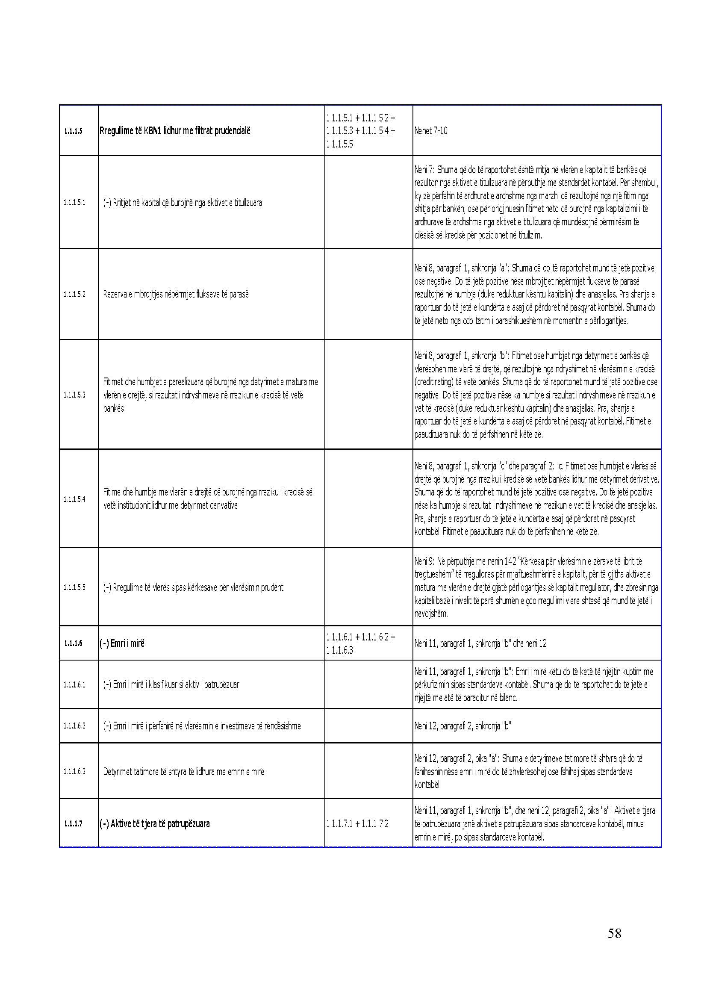 1.1.1.5
Rregullime të KBN1 lidhur me filtrat prudencialë
1.1.1.5.1 + 1.1.1.5.2 +
1.1.1.5.3 + 1.1.1.5.4 +
1.1.1.5.5
Nenet 7-10
1.1.1.5.1
(-) Rritjet në kapital që burojnë nga aktivet e titullzuara
Neni 7: Shuma që do të raportohet është rritja në vlerën e kapitalit të bankës që
rezulton nga aktivet e titullzuara në përputhje me standardet kontabël. Për shembull,
ky zë përfshin të ardhurat e ardhshme nga marzhi që rezultojnë nga një fitim nga
shitja për bankën, ose për origjinuesin fitimet neto që burojnë nga kapitalizimi i të
ardhurave të ardhshme nga aktivet e titullzuara që mundësojnë përmirësim të
cilësisë së kredisë për pozicionet në titullzim.
1.1.1.5.2
Rezerva e mbrojtjes nëpërmjet flukseve të parasë
Neni 8, paragrafi 1, shkronja "a": Shuma që do të raportohet mund të jetë pozitive
ose negative. Do të jetë pozitive nëse mbrojtjet nëpërmjet flukseve të parasë
rezultojnë në humbje (duke reduktuar kështu kapitalin) dhe anasjellas. Pra shenja e
raportuar do të jetë e kundërta e asaj që përdoret në pasqyrat kontabël. Shuma do
të jetë neto nga cdo tatim i parashikueshëm në momentin e përllogaritjes.
1.1.1.5.3
Fitimet dhe humbjet e parealizuara që burojnë nga detyrimet e matura me
vlerën e drejtë, si rezultat i ndryshimeve në rrezikun e kredisë të vetë
bankës
Neni 8, paragrafi 1, shkronja "b": Fitimet ose humbjet nga detyrimet e bankës që
vlerësohen me vlerë të drejtë, që rezultojnë nga ndryshimet në vlerësimin e kredisë
(credit rating) të vetë bankës. Shuma që do të raportohet mund të jetë pozitive ose
negative. Do të jetë pozitive nëse ka humbje si rezultat i ndryshimeve në rrezikun e
vet të kredisë (duke reduktuar kështu kapitalin) dhe anasjellas. Pra, shenja e
raportuar do të jetë e kundërta e asaj që përdoret në pasqyrat kontabël. Fitimet e
paaudituara nuk do të përfshihen në këtë zë.
1.1.1.5.4
Fitime dhe humbje me vlerën e drejtë që burojnë nga rreziku i kredisë së
vetë institucionit lidhur me detyrimet derivative
Neni 8, paragrafi 1, shkronja "c" dhe paragrafi 2:  c. Fitimet ose humbjet e vlerës së
drejtë që burojnë nga rreziku i kredisë së vetë bankës lidhur me detyrimet derivative.
Shuma që do të raportohet mund të jetë pozitive ose negative. Do të jetë pozitive
nëse ka humbje si rezultat i ndryshimeve në rrezikun e vet të kredisë dhe anasjellas.
Pra, shenja e raportuar do të jetë e kundërta e asaj që përdoret në pasqyrat
kontabël. Fitimet e paaudituara nuk do të përfshihen në këtë zë.
1.1.1.5.5
(-) Rregullime të vlerës sipas kërkesave për vlerësimin prudent
Neni 9: Në përputhje me nenin 142 “Kërkesa për vlerësimin e zërave të librit të
tregtueshëm” të rregullores për mjaftueshmërinë e kapitalit, për të gjitha aktivet e
matura me vlerën e drejtë gjatë përllogaritjes së kapitalit rregullator, dhe zbresin nga
kapitali bazë i nivelit të parë shumën e çdo rregullimi vlere shtesë që mund të jetë i
nevojshëm.
1.1.1.6
(-) Emri i mirë
1.1.1.6.1 + 1.1.1.6.2 +
1.1.1.6.3
Neni 11, paragrafi 1, shkronja "b" dhe neni 12
1.1.1.6.1
(-) Emri i mirë i klasifikuar si aktiv i patrupëzuar
Neni 11, paragrafi 1, shkronja "b": Emri i mirë këtu do të ketë të njëjtin kuptim me
përkufizimin sipas standardeve kontabël. Shuma që do të raportohet do të jetë e
njëjtë me atë të paraqitur në bilanc.
1.1.1.6.2
(-) Emri i mirë i përfshirë në vlerësimin e investimeve të rëndësishme
Neni 12, paragrafi 2, shkronja "b"
1.1.1.6.3
Detyrimet tatimore të shtyra të lidhura me emrin e mirë
Neni 12, paragrafi 2, pika "a": Shuma e detyrimeve tatimore të shtyra që do të
fshiheshin nëse emri i mirë do të zhvlerësohej ose fshihej sipas standardeve
kontabël.
1.1.1.7
(-) Aktive të tjera të patrupëzuara
1.1.1.7.1 + 1.1.1.7.2
Neni 11, paragrafi 1, shkronja "b", dhe neni 12, paragrafi 2, pika "a": Aktivet e tjera
të patrupëzuara janë aktivet e patrupëzuara sipas standardeve kontabël, minus
emrin e mirë, po sipas standardeve kontabël.
58